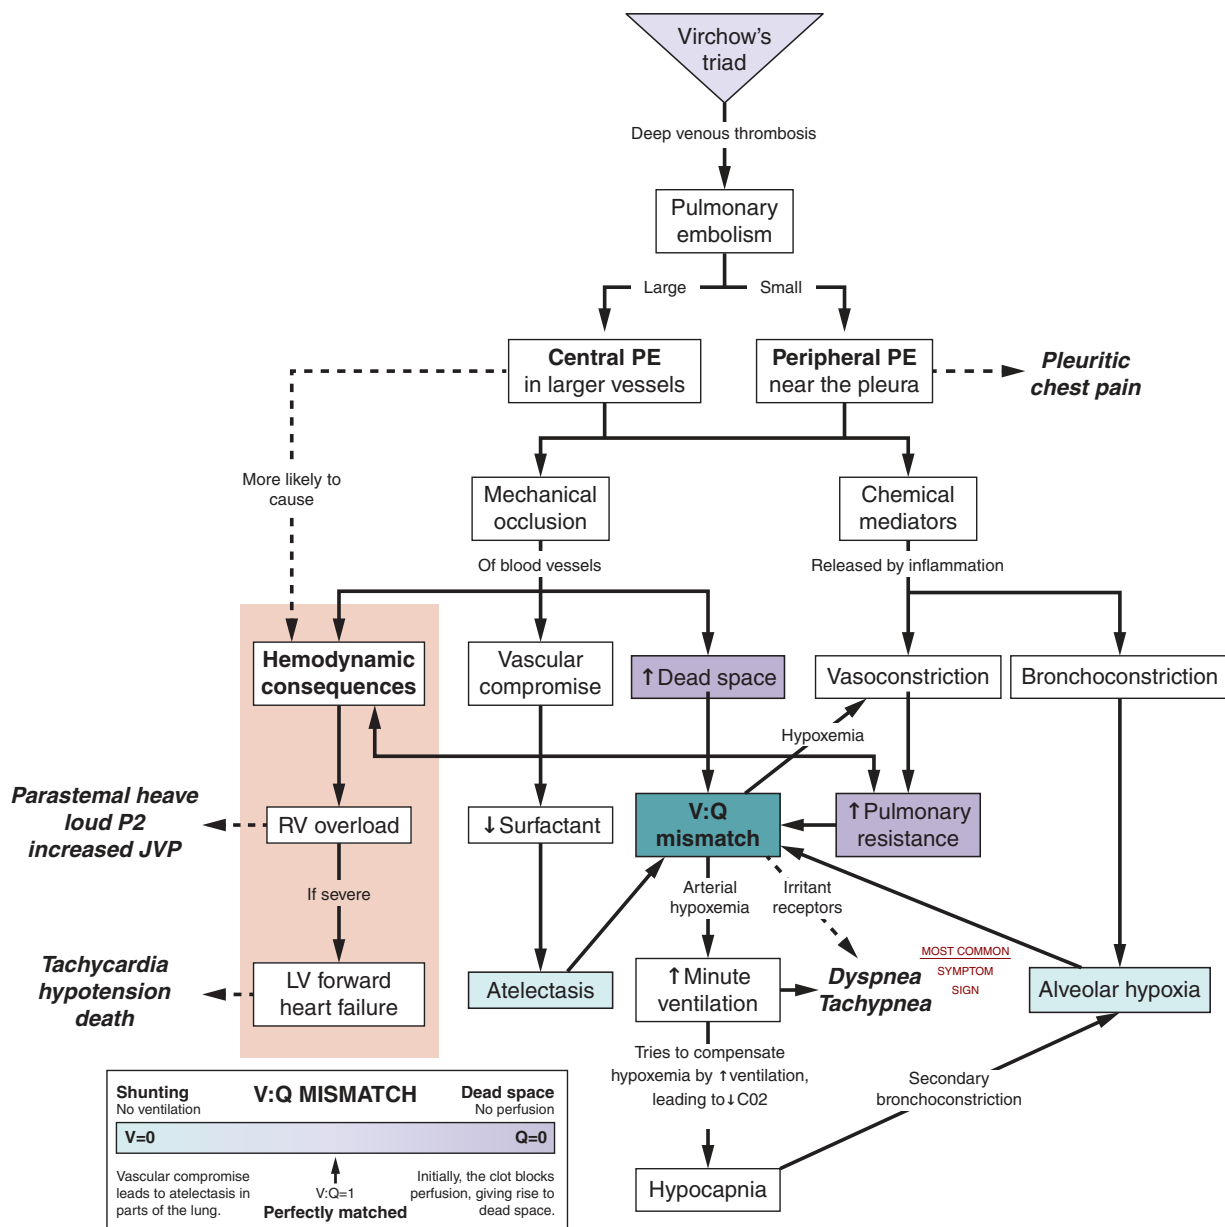 Virchow's
triad
Deep venous thrombosis
Pulmonary
embolism
Large
Small
Central PE
in larger vessels
Peripheral PE
near the pleura
Pleuritic
chest pain
More likely to
cause
Mechanical
occlusion
Chemical
mediators
Of blood vessels
Released by inflammation
Hemodynamic
consequences
Vascular
compromise
↑Dead space
Vasoconstriction
Bronchoconstriction
Hypoxemia
Parastemal heave
loud P2
increased JVP
RV overload
↓Surfactant
V:Q
mismatch
↑Pulmonary
resistance
If severe
Arterial
hypoxemia
Irritant
receptors
Tachycardia
hypotension
death
LV forward
heart failure
Atelectasis
↑Minute
ventilation
Dyspnea
Tachypnea
MOST COMMON
SYMPTOM
SIGN
Alveolar hypoxia
Tries to compensate
hypoxemia by ↑ventilation,
leading to↓C02
Secondary
bronchoconstriction
Hypocapnia
Shunting
No ventilation
V:Q MISMATCH
Dead space
No perfusion
V=0
Q=0
Vascular compromise
leads to atelectasis in
parts of the lung.
V:Q=1
Perfectly matched
Initially, the clot blocks
perfusion, giving rise to
dead space.